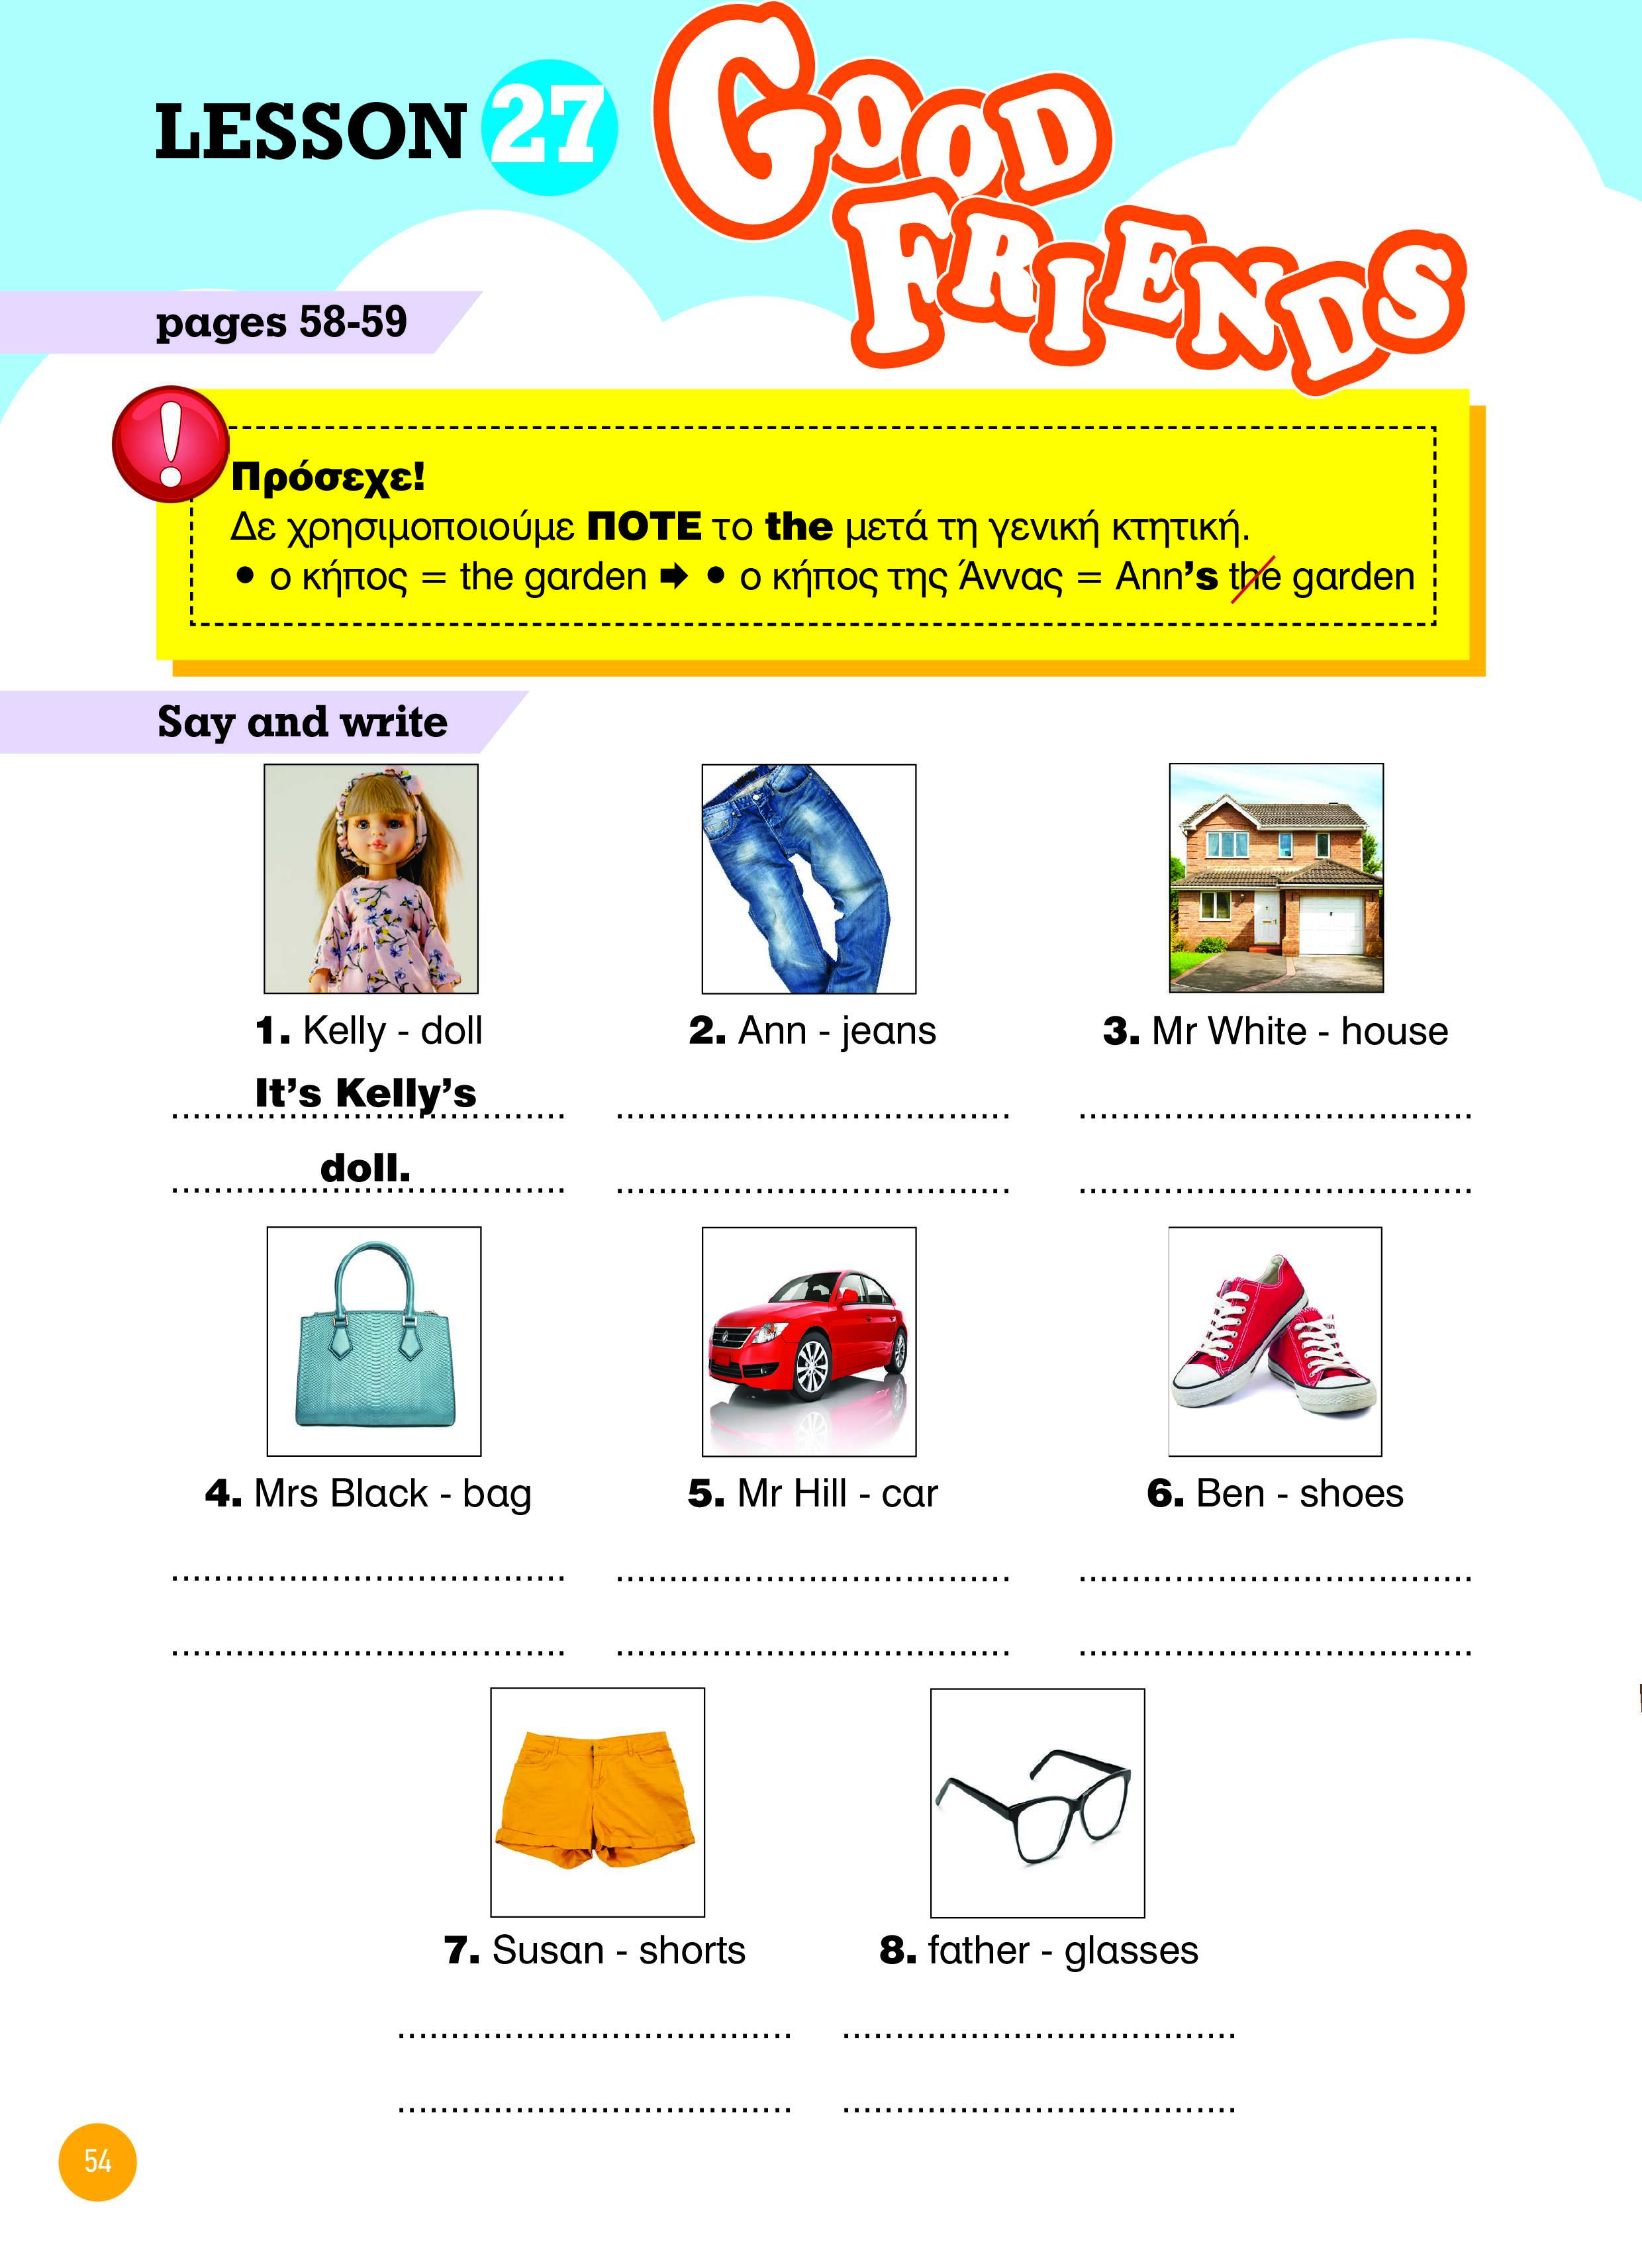 LESSON 27
GOOD
FRIENDS
pages 58-59
!
Πρόσεχε!
Δε χρησιμοποιούμε ΠΟΤΕ το the μετά τη γενική κτητική.
● ο κήπος = the garden ➡ ● ο κήπος της Άννας = Ann's the garden
Say and write
1. Kelly - doll
It's Kelly's
doll.
2. Ann - jeans
3. Mr White - house
4. Mrs Black - bag
5. Mr Hill - car
6. Ben - shoes
7. Susan - shorts
8. father - glasses
54